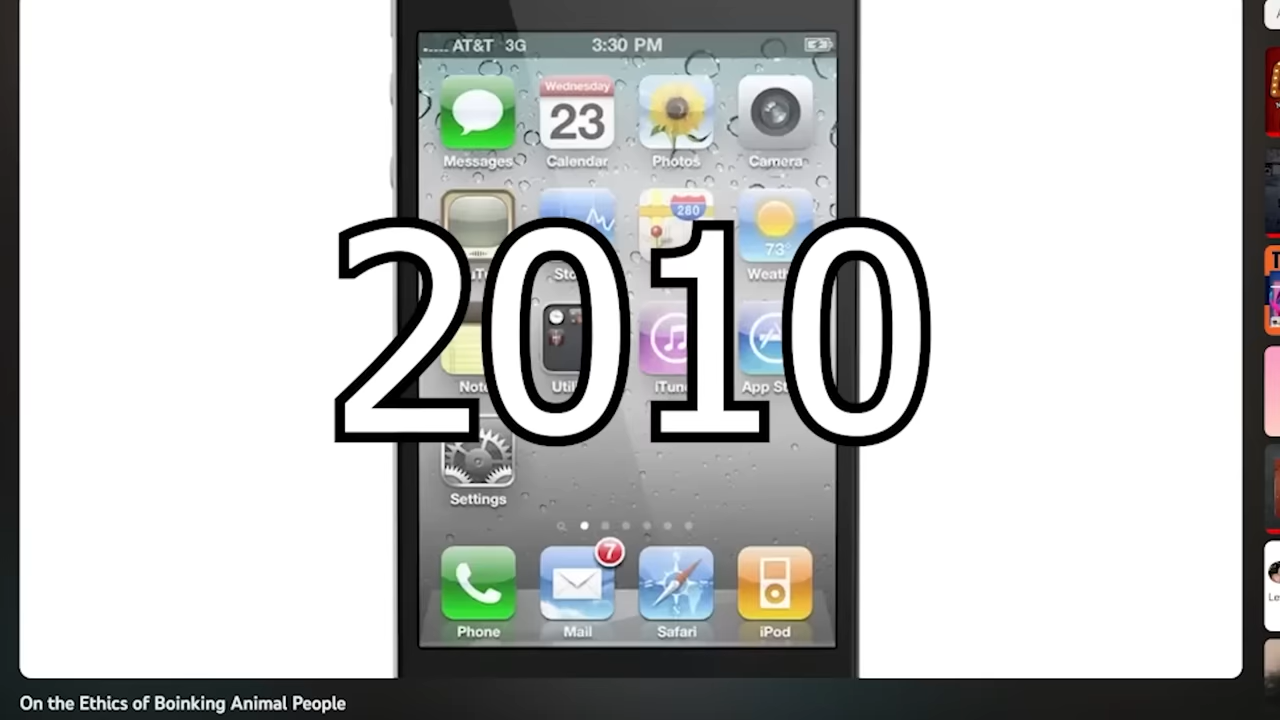 AT&T 3G 3:30 PM
Wednesday
23
Messages Calendar Photos Camera
280
73°
2010
Settings
7
Phone Mail Safari iPod
On the Ethics of Boinking Animal People